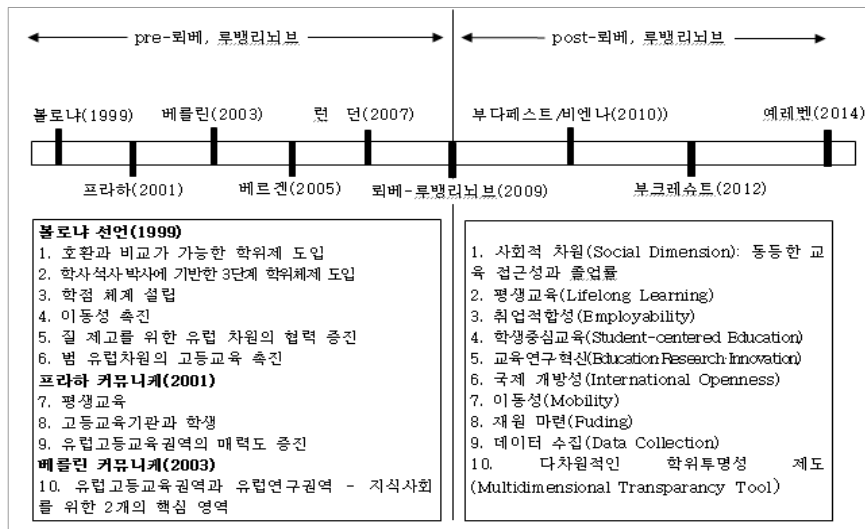 pre-뢰베, 루뱅리뇌브
post-뢰베, 루뱅리뇌브
볼로냐(1999)
베를린(2003)
런 던(2007)
부다페스트/비엔나(2010))
예레벤(2014)
프라하(2001)
베르겐(2005)
뢰베-루뱅리뇌브(2009)
부크레슈트(2012)
볼로냐 선언(1999)
1. 호환과 비교가 가능한 학위제 도입
2. 학사·석사·박사에 기반한 3단계 학위체제 도입
3. 학점 체계 설립
4. 이동성 촉진
5. 질 제고를 위한 유럽 차원의 협력 증진
6. 범 유럽차원의 고등교육 촉진
프라하 커뮤니케(2001)
7. 평생교육
8. 고등교육기관과 학생
9. 유럽고등교육권역의 매력도 증진
베를린 커뮤니케(2003)
10. 유럽고등교육권역과 유럽연구권역 - 지식사회
를 위한 2개의 핵심 영역
1. 사회적 차원(Social Dimension): 동등한 교
육 접근성과 졸업률
2. 평생교육(Lifelong Learning)
3. 취업적합성(Employability)
4. 학생중심교육(Student-centered Education)
5. 교육·연구·혁신(Education·Research·Innovation)
6. 국제 개방성(International Openness)
7. 이동성(Mobility)
8. 재원 마련(Fuding)
9. 데이터 수집(Data Collection)
10. 다차원적인 학위투명성 제도
(Multidimensional Transparancy Tool)